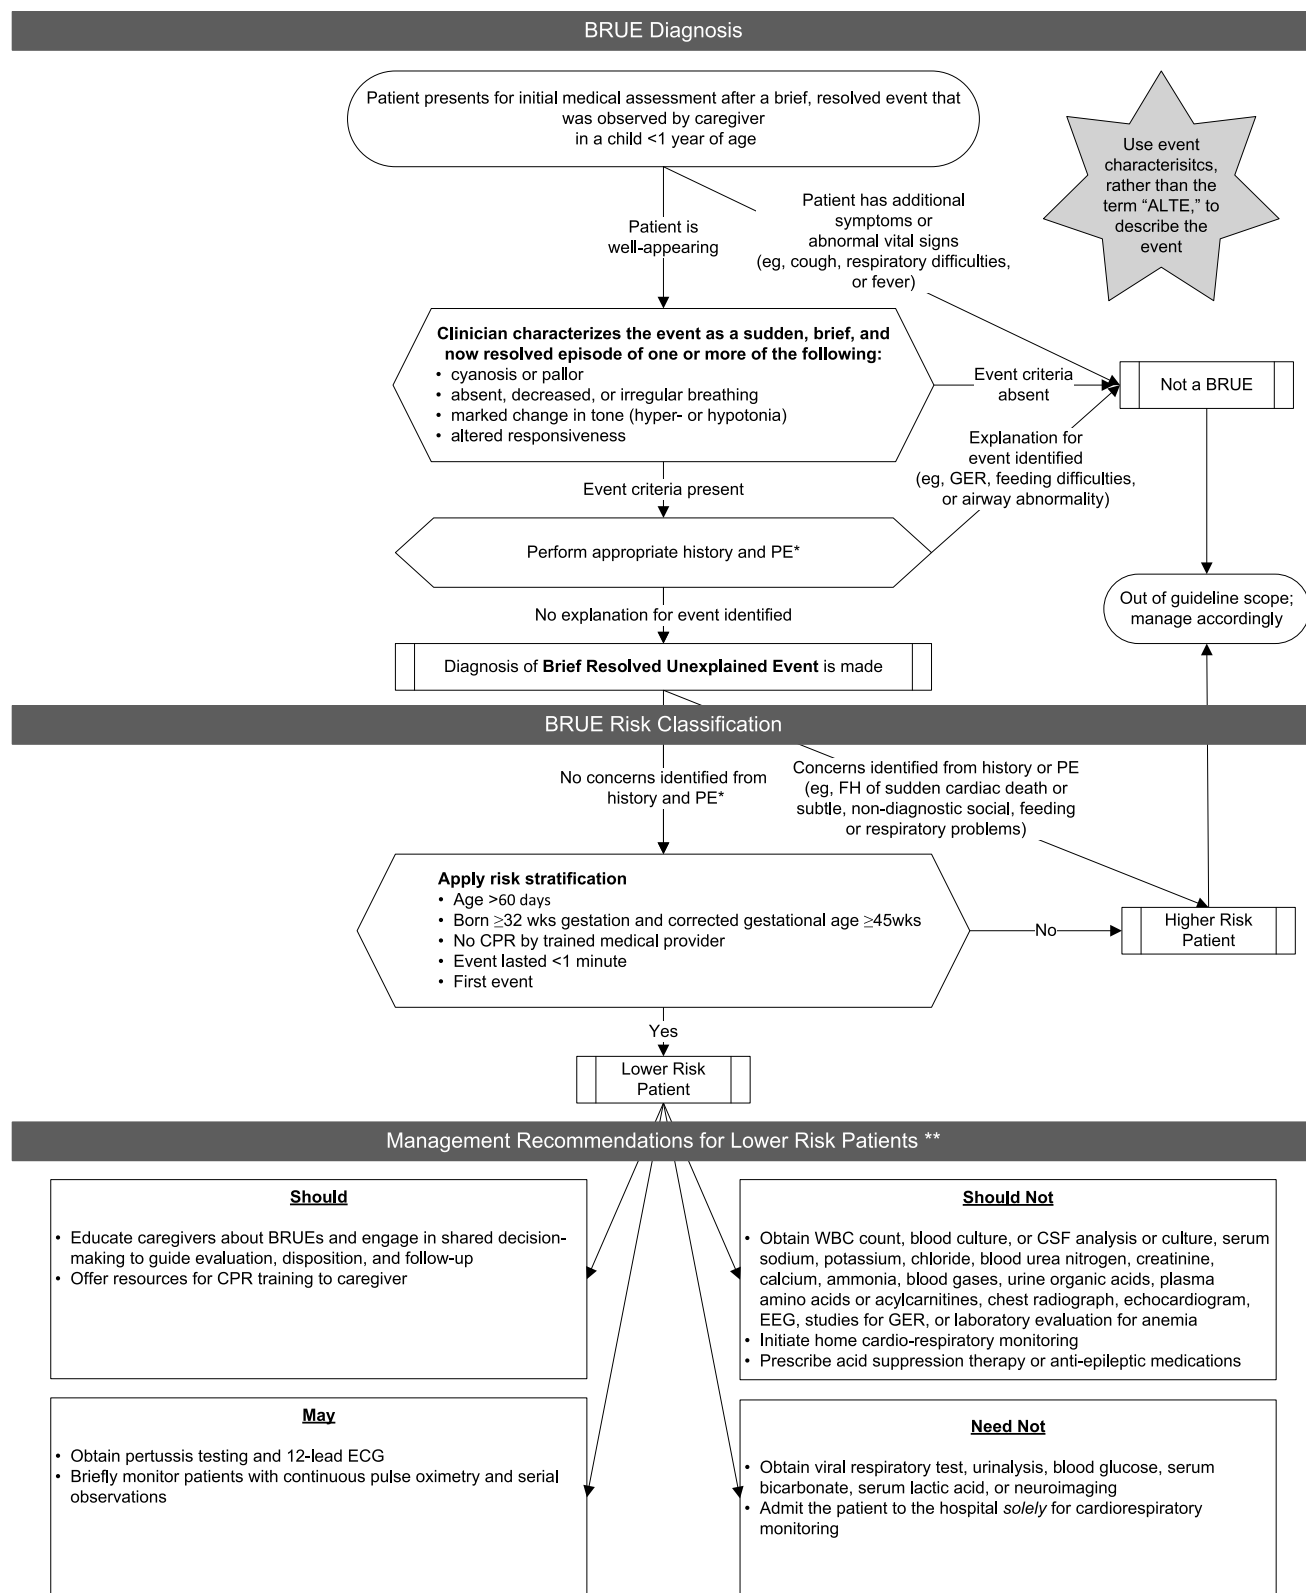 BRUE Diagnosis
Patient presents for initial medical assessment after a brief, resolved event that
was observed by caregiver
in a child <1 year of age
Use event
characterisitcs,
rather than the
term “ALTE,” to
describe the
event
Patient is
well-appearing
Patient has additional
symptoms or
abnormal vital signs
(eg, cough, respiratory difficulties,
or fever)
Clinician characterizes the event as a sudden, brief, and
now resolved episode of one or more of the following:
• cyanosis or pallor
• absent, decreased, or irregular breathing
• marked change in tone (hyper- or hypotonia)
• altered responsiveness
Event criteria
absent
Not a BRUE
Explanation for
event identified
(eg, GER, feeding difficulties,
or airway abnormality)
Event criteria present
Perform appropriate history and PE*
No explanation for event identified
Out of guideline scope;
manage accordingly
Diagnosis of Brief Resolved Unexplained Event is made
BRUE Risk Classification
No concerns identified from
history and PE*
Concerns identified from history or PE
(eg, FH of sudden cardiac death or
subtle, non-diagnostic social, feeding
or respiratory problems)
Apply risk stratification
• Age >60 days
• Born ≥32 wks gestation and corrected gestational age ≥45wks
• No CPR by trained medical provider
• Event lasted <1 minute
• First event
No
Higher Risk
Patient
Yes
Lower Risk
Patient
Management Recommendations for Lower Risk Patients **
Should
• Educate caregivers about BRUEs and engage in shared decision-
making to guide evaluation, disposition, and follow-up
• Offer resources for CPR training to caregiver
Should Not
• Obtain WBC count, blood culture, or CSF analysis or culture, serum
sodium, potassium, chloride, blood urea nitrogen, creatinine,
calcium, ammonia, blood gases, urine organic acids, plasma
amino acids or acylcarnitines, chest radiograph, echocardiogram,
EEG, studies for GER, or laboratory evaluation for anemia
• Initiate home cardio-respiratory monitoring
• Prescribe acid suppression therapy or anti-epileptic medications
May
• Obtain pertussis testing and 12-lead ECG
• Briefly monitor patients with continuous pulse oximetry and serial
observations
Need Not
• Obtain viral respiratory test, urinalysis, blood glucose, serum
bicarbonate, serum lactic acid, or neuroimaging
• Admit the patient to the hospital solely for cardiorespiratory
monitoring